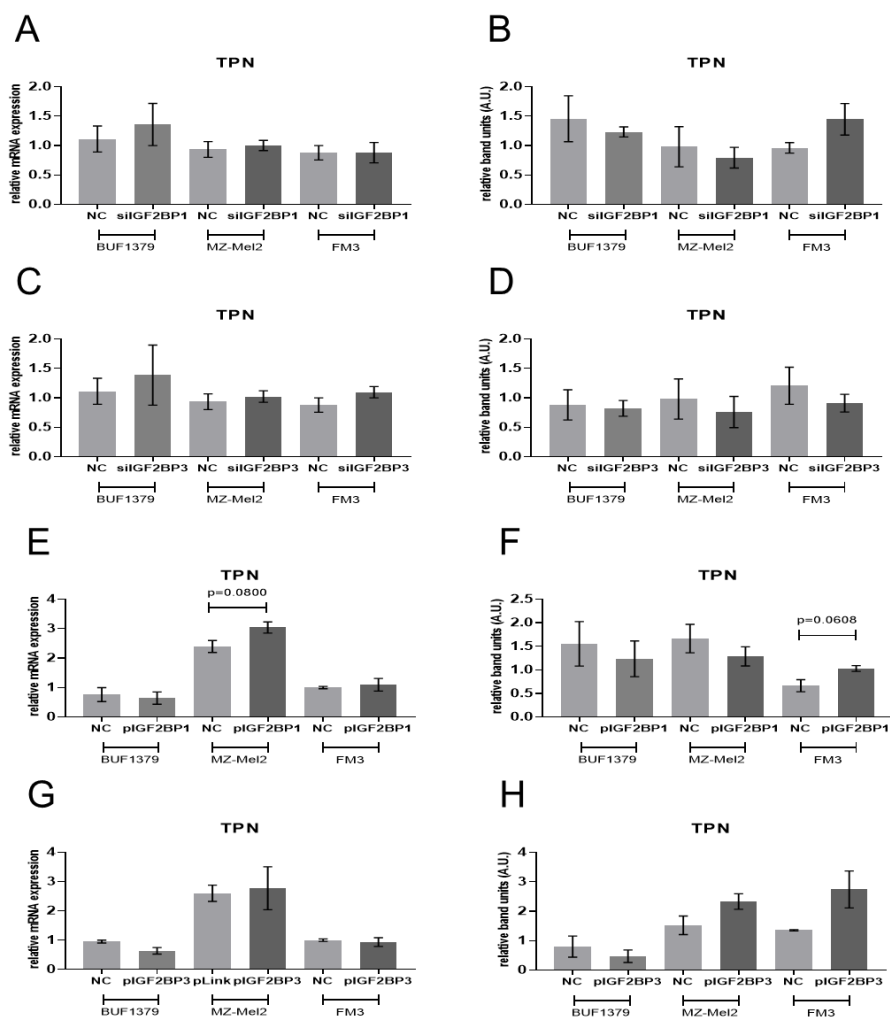 A
TPN
relative mRNA expression
2.0
1.5
1.0
0.5
0.0
NC siIGF2BP1 NC siIGF2BP1 NC siIGF2BP1
BUF1379 MZ-Mel2 FM3
B
TPN
relative band units (A.U.)
2.0
1.5
1.0
0.5
0.0
NC siIGF2BP1 NC siIGF2BP1 NC siIGF2BP1
BUF1379 MZ-Mel2 FM3
C
TPN
relative mRNA expression
2.0
1.5
1.0
0.5
0.0
NC siIGF2BP3 NC siIGF2BP3 NC siIGF2BP3
BUF1379 MZ-Mel2 FM3
D
TPN
relative band units (A.U.)
2.0
1.5
1.0
0.5
0.0
NC siIGF2BP3 NC siIGF2BP3 NC siIGF2BP3
BUF1379 MZ-Mel2 FM3
E
TPN
p=0.0800
relative mRNA expression
4
3
2
1
0
NC pIGF2BP1 NC pIGF2BP1 NC pIGF2BP1
BUF1379 MZ-Mel2 FM3
F
TPN
p=0.0608
relative band units (A.U.)
2.5
2.0
1.5
1.0
0.5
0.0
NC pIGF2BP1 NC pIGF2BP1 NC pIGF2BP1
BUF1379 MZ-Mel2 FM3
G
TPN
relative mRNA expression
4
3
2
1
0
NC pIGF2BP3 pLink pIGF2BP3 NC pIGF2BP3
BUF1379 MZ-Mel2 FM3
H
TPN
relative band units (A.U.)
4
3
2
1
0
NC pIGF2BP3 NC pIGF2BP3 NC pIGF2BP3
BUF1379 MZ-Mel2 FM3